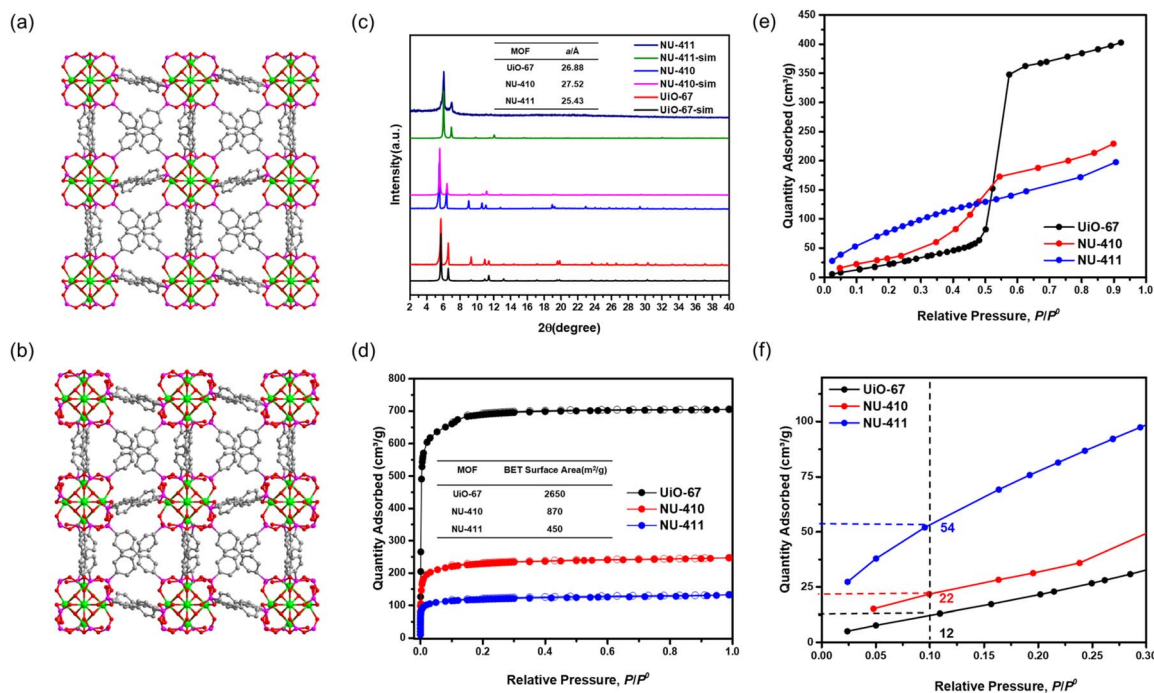 (a)
(b)
(c)
MOF a/Å
UiO-67 26.88
NU-410 27.52
NU-411 25.43
NU-411
NU-411-sim
NU-410
NU-410-sim
UiO-67
UiO-67-sim
Intensity(a.u.)
2 4 6 8 10 12 14 16 18 20 22 24 26 28 30 32 34 36 38 40
2θ(degree)
(d)
800
700
600
500
400
300
200
100
0
Quantity Adsorbed (cm³/g)
MOF BET Surface Area(m²/g)
UiO-67 2650
NU-410 870
NU-411 450
UiO-67
NU-410
NU-411
0.0 0.2 0.4 0.6 0.8 1.0
Relative Pressure, P/P⁰
(e)
450
400
350
300
250
200
150
100
50
0
Quantity Adsorbed (cm³/g)
UiO-67
NU-410
NU-411
0.0 0.1 0.2 0.3 0.4 0.5 0.6 0.7 0.8 0.9 1.0
Relative Pressure, P/P⁰
(f)
UiO-67
NU-410
NU-411
100
75
50
25
0
Quantity Adsorbed (cm³/g)
54
22
12
0.00 0.05 0.10 0.15 0.20 0.25 0.30
Relative Pressure, P/P⁰